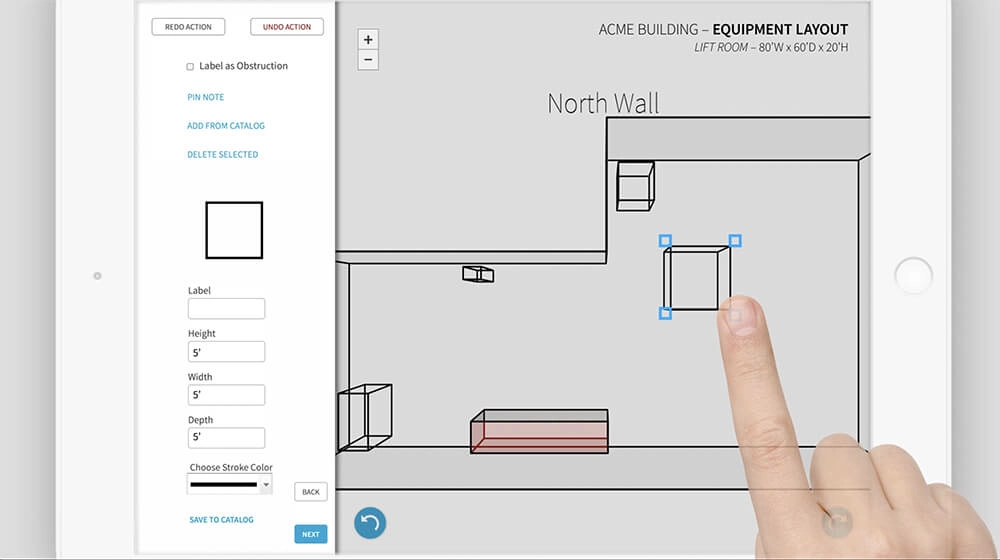 REDO ACTION
UNDO ACTION
Label as Obstruction
PIN NOTE
ADD FROM CATALOG
DELETE SELECTED
Label
Height
5'
Width
5'
Depth
5'
Choose Stroke Color
BACK
SAVE TO CATALOG
NEXT
+
−
ACME BUILDING – EQUIPMENT LAYOUT
LIFT ROOM – 80'W x 60'D x 20'H
North Wall